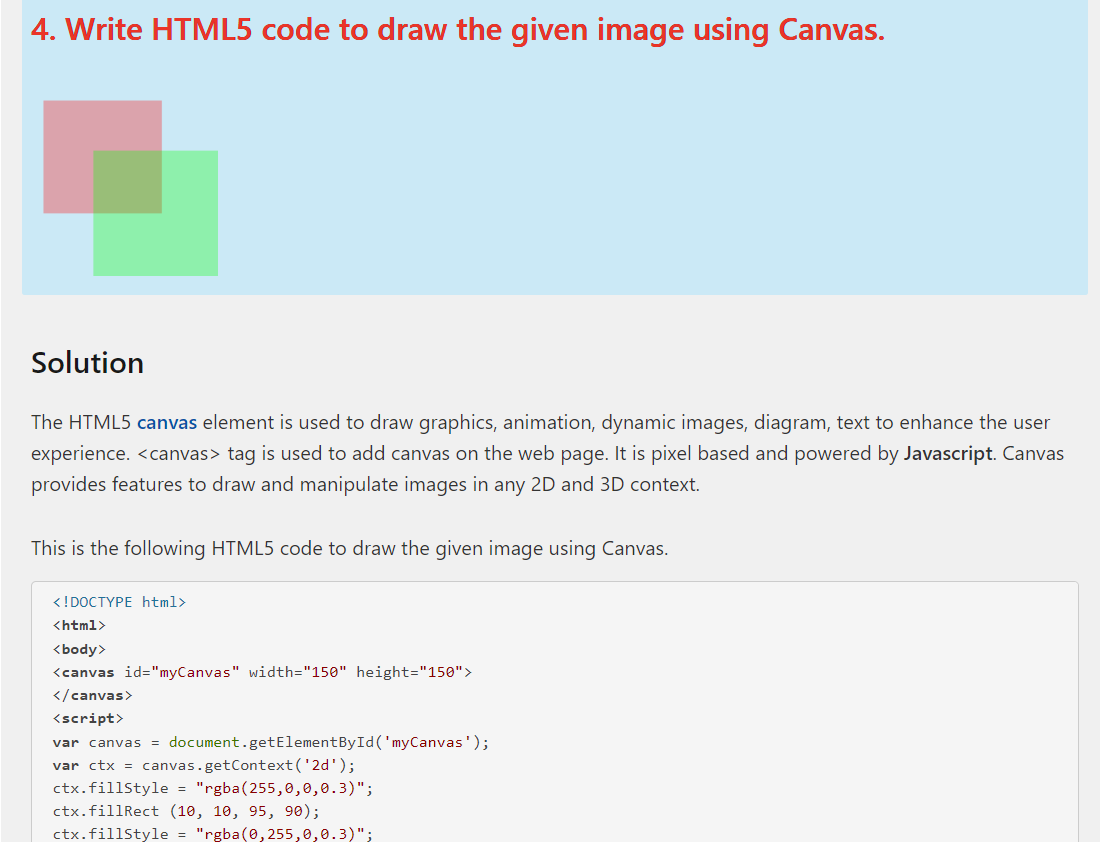 4. Write HTML5 code to draw the given image using Canvas.
Solution
The HTML5 canvas element is used to draw graphics, animation, dynamic images, diagram, text to enhance the user
experience. <canvas> tag is used to add canvas on the web page. It is pixel based and powered by Javascript. Canvas
provides features to draw and manipulate images in any 2D and 3D context.
This is the following HTML5 code to draw the given image using Canvas.
<!DOCTYPE html>
<html>
<body>
<canvas id="myCanvas" width="150" height="150">
</canvas>
<script>
var canvas = document.getElementById('myCanvas');
var ctx = canvas.getContext('2d');
ctx.fillStyle = "rgba(255,0,0,0.3)";
ctx.fillRect (10, 10, 95, 90);
ctx.fillStyle = "rgba(0,255,0,0.3)";